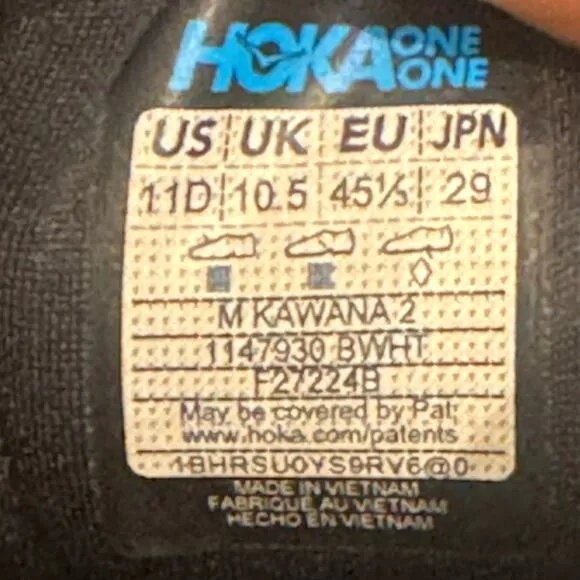 HOKA ONE ONE
US UK EU JPN
11D 10.5 45⅓ 29
M KAWANA 2
1147930 BWHT
F27224B
May be covered by Pat.
www.hoka.com/patents
1BHRSU0YS9RV6@0
MADE IN VIETNAM
FABRIQUÉ AU VIETNAM
HECHO EN VIETNAM